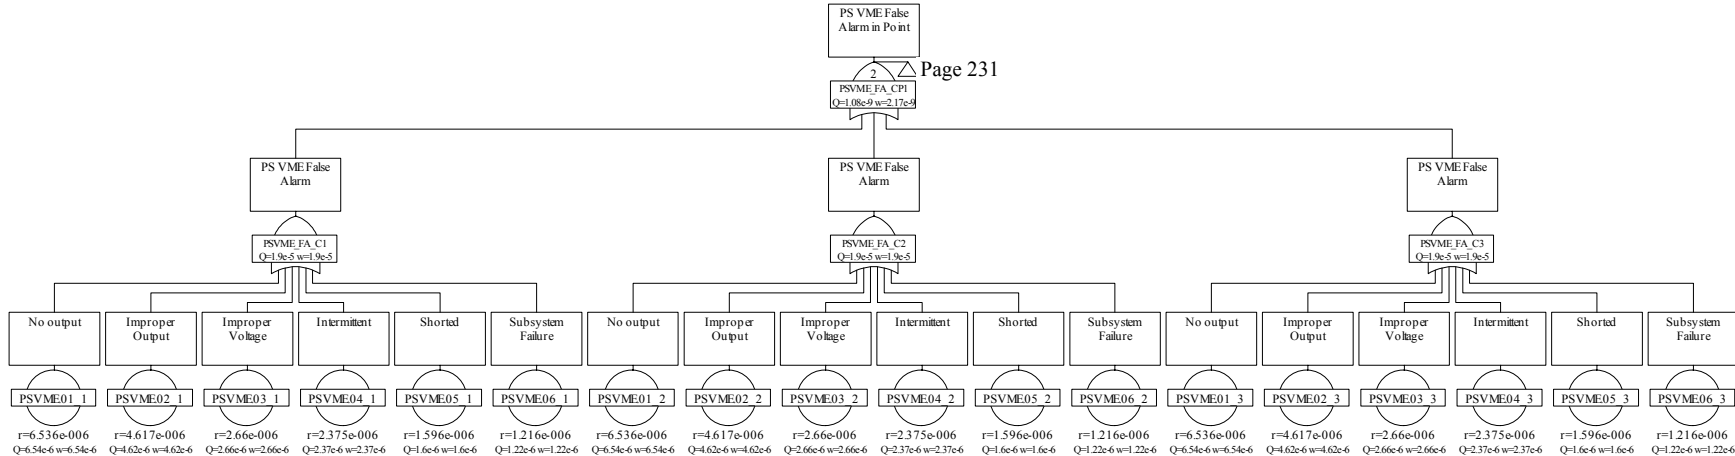 PS VME False
Alarm in Point
2
Page 231
PSVME_FA_CP1
Q=1.08e-9 w=2.17e-9
PS VME False
Alarm
PS VME False
Alarm
PS VME False
Alarm
PSVME_FA_C1
Q=1.9e-5 w=1.9e-5
PSVME_FA_C2
Q=1.9e-5 w=1.9e-5
PSVME_FA_C3
Q=1.9e-5 w=1.9e-5
No output
Improper
Output
Improper
Voltage
Intermittent
Shorted
Subsystem
Failure
No output
Improper
Output
Improper
Voltage
Intermittent
Shorted
Subsystem
Failure
No output
Improper
Output
Improper
Voltage
Intermittent
Shorted
Subsystem
Failure
PSVME01_1
PSVME02_1
PSVME03_1
PSVME04_1
PSVME05_1
PSVME06_1
PSVME01_2
PSVME02_2
PSVME03_2
PSVME04_2
PSVME05_2
PSVME06_2
PSVME01_3
PSVME02_3
PSVME03_3
PSVME04_3
PSVME05_3
PSVME06_3
r=6.536e-006
Q=6.54e-6 w=6.54e-6
r=4.617e-006
Q=4.62e-6 w=4.62e-6
r=2.66e-006
Q=2.66e-6 w=2.66e-6
r=2.375e-006
Q=2.37e-6 w=2.37e-6
r=1.596e-006
Q=1.6e-6 w=1.6e-6
r=1.216e-006
Q=1.22e-6 w=1.22e-6
r=6.536e-006
Q=6.54e-6 w=6.54e-6
r=4.617e-006
Q=4.62e-6 w=4.62e-6
r=2.66e-006
Q=2.66e-6 w=2.66e-6
r=2.375e-006
Q=2.37e-6 w=2.37e-6
r=1.596e-006
Q=1.6e-6 w=1.6e-6
r=1.216e-006
Q=1.22e-6 w=1.22e-6
r=6.536e-006
Q=6.54e-6 w=6.54e-6
r=4.617e-006
Q=4.62e-6 w=4.62e-6
r=2.66e-006
Q=2.66e-6 w=2.66e-6
r=2.375e-006
Q=2.37e-6 w=2.37e-6
r=1.596e-006
Q=1.6e-6 w=1.6e-6
r=1.216e-006
Q=1.22e-6 w=1.22e-6